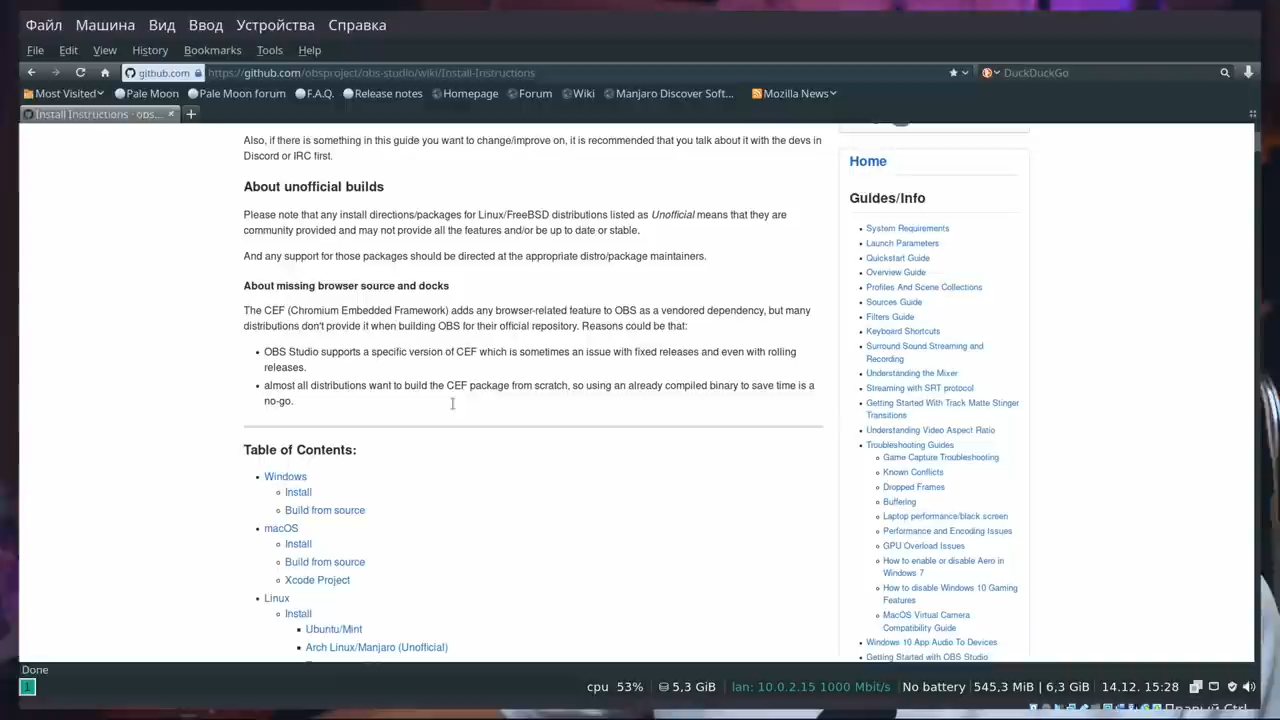 Файл Машина Вид Ввод Устройства Справка
File Edit View History Bookmarks Tools Help
github.com https://github.com/obsproject/obs-studio/wiki/Install-Instructions DuckDuckGo
Most Visited Pale Moon Pale Moon forum F.A.Q. Release notes Homepage Forum Wiki Manjaro Discover Soft... Mozilla News
Install Instructions · obs...
Also, if there is something in this guide you want to change/improve on, it is recommended that you talk about it with the devs in
Discord or IRC first.
About unofficial builds
Please note that any install directions/packages for Linux/FreeBSD distributions listed as Unofficial means that they are
community provided and may not provide all the features and/or be up to date or stable.
And any support for those packages should be directed at the appropriate distro/package maintainers.
About missing browser source and docks
The CEF (Chromium Embedded Framework) adds any browser-related feature to OBS as a vendored dependency, but many
distributions don't provide it when building OBS for their official repository. Reasons could be that:
OBS Studio supports a specific version of CEF which is sometimes an issue with fixed releases and even with rolling
releases.
almost all distributions want to build the CEF package from scratch, so using an already compiled binary to save time is a
no-go.
Table of Contents:
Windows
Install
Build from source
macOS
Install
Build from source
Xcode Project
Linux
Install
Ubuntu/Mint
Arch Linux/Manjaro (Unofficial)
Home
Guides/Info
System Requirements
Launch Parameters
Quickstart Guide
Overview Guide
Profiles And Scene Collections
Sources Guide
Filters Guide
Keyboard Shortcuts
Surround Sound Streaming and
Recording
Understanding the Mixer
Streaming with SRT protocol
Getting Started With Track Matte Stinger
Transitions
Understanding Video Aspect Ratio
Troubleshooting Guides
Game Capture Troubleshooting
Known Conflicts
Dropped Frames
Buffering
Laptop performance/black screen
Performance and Encoding Issues
GPU Overload Issues
How to enable or disable Aero in
Windows 7
How to disable Windows 10 Gaming
Features
MacOS Virtual Camera
Compatibility Guide
Windows 10 App Audio To Devices
Getting Started with OBS Studio
Done
1 cpu 53% 5,3 GiB lan: 10.0.2.15 1000 Mbit/s No battery 545,3 MiB | 6,3 GiB 14.12. 15:28
Правый Ctrl